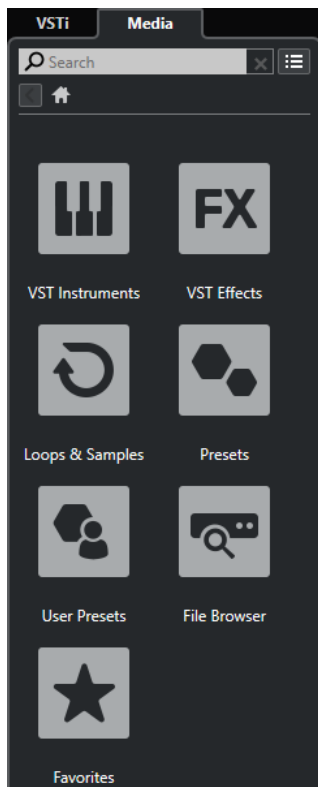 VSTi Media
Search
FX
VST Instruments VST Effects
Loops & Samples Presets
User Presets File Browser
Favorites